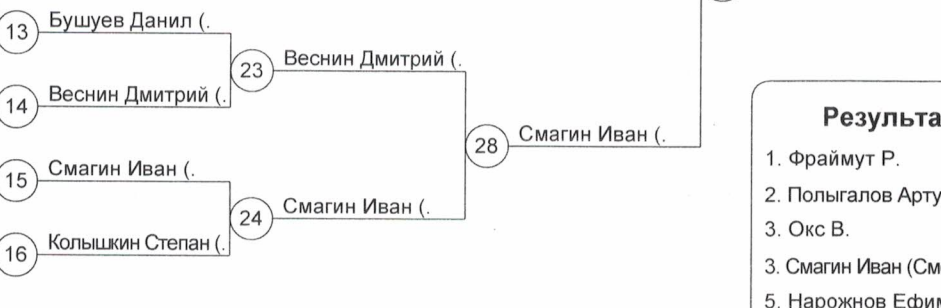 13 Бушуев Данил (.
23 Веснин Дмитрий (.
14 Веснин Дмитрий (.
28 Смагин Иван (.
15 Смагин Иван (.
24 Смагин Иван (.
16 Колышкин Степан (.
Результа
1. Фраймут Р.
2. Полыгалов Арту
3. Окс В.
3. Смагин Иван (См
5. Нарожнов Ефим